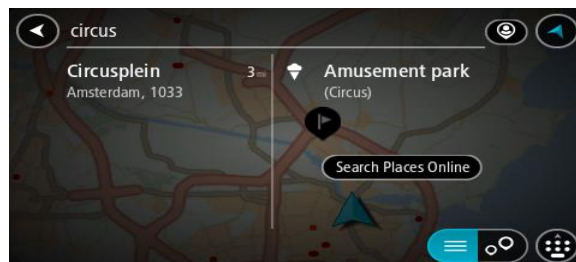 circus
Circusplein
3 mi
Amsterdam, 1033
Amusement park
(Circus)
Search Places Online